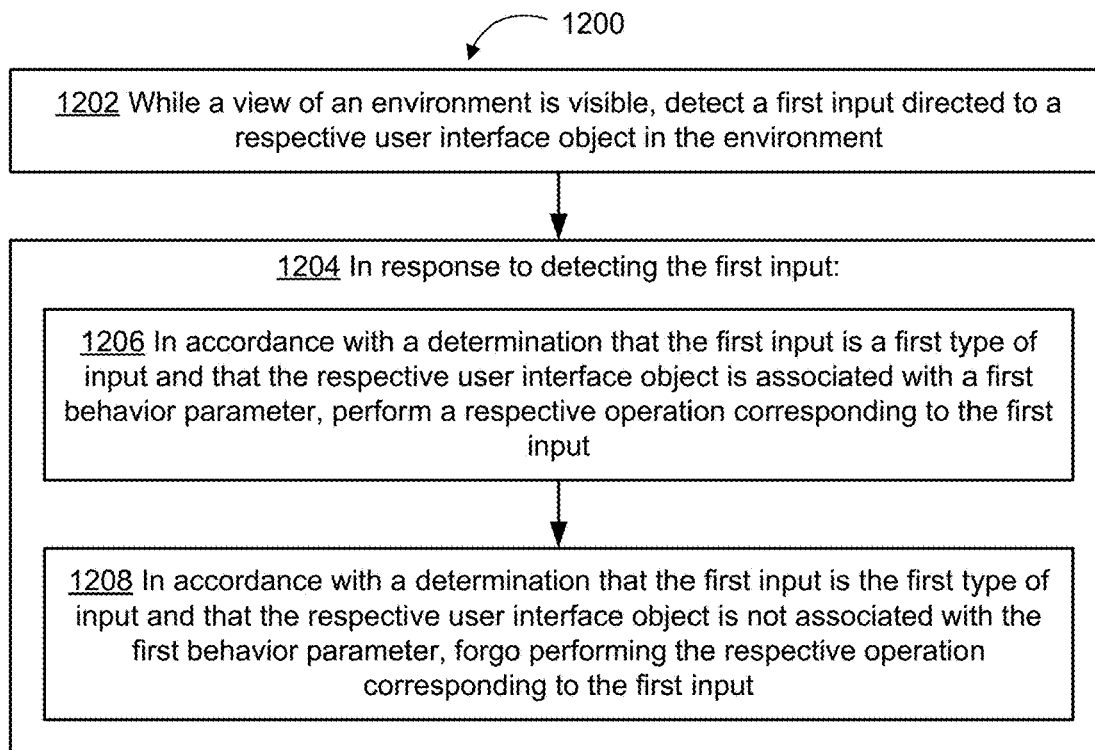 1200
1202 While a view of an environment is visible, detect a first input directed to a
respective user interface object in the environment
1204 In response to detecting the first input:
1206 In accordance with a determination that the first input is a first type of
input and that the respective user interface object is associated with a first
behavior parameter, perform a respective operation corresponding to the first
input
1208 In accordance with a determination that the first input is the first type of
input and that the respective user interface object is not associated with the
first behavior parameter, forgo performing the respective operation
corresponding to the first input